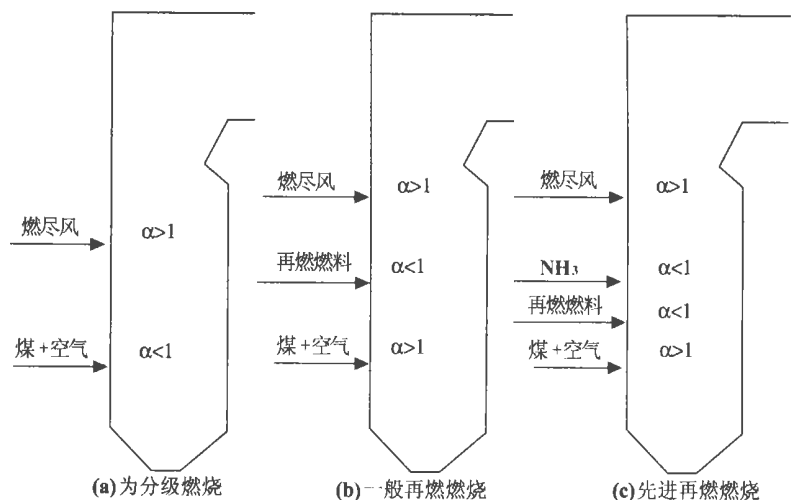 燃尽风
α>1
煤+空气
α<1
(a)为分级燃烧
燃尽风
α>1
再燃燃料
α<1
煤+空气
α>1
(b)一般再燃燃烧
燃尽风
α>1
NH₃
α<1
再燃燃料
α<1
煤+空气
α>1
(c)先进再燃燃烧